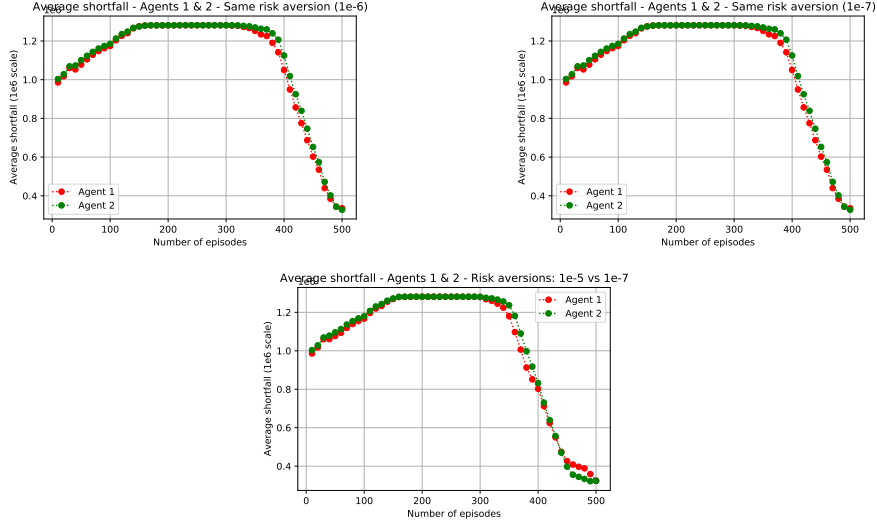 Average shortfall - Agents 1 & 2 - Same risk aversion (1e-6)
1e6
1.2
1.0
0.8
0.6
0.4
Average shortfall (1e6 scale)
Agent 1
Agent 2
0 100 200 300 400 500
Number of episodes
Average shortfall - Agents 1 & 2 - Same risk aversion (1e-7)
1e6
1.2
1.0
0.8
0.6
0.4
Average shortfall (1e6 scale)
Agent 1
Agent 2
0 100 200 300 400 500
Number of episodes
Average shortfall - Agents 1 & 2 - Risk aversions: 1e-5 vs 1e-7
1e6
1.2
1.0
0.8
0.6
0.4
Average shortfall (1e6 scale)
Agent 1
Agent 2
0 100 200 300 400 500
Number of episodes